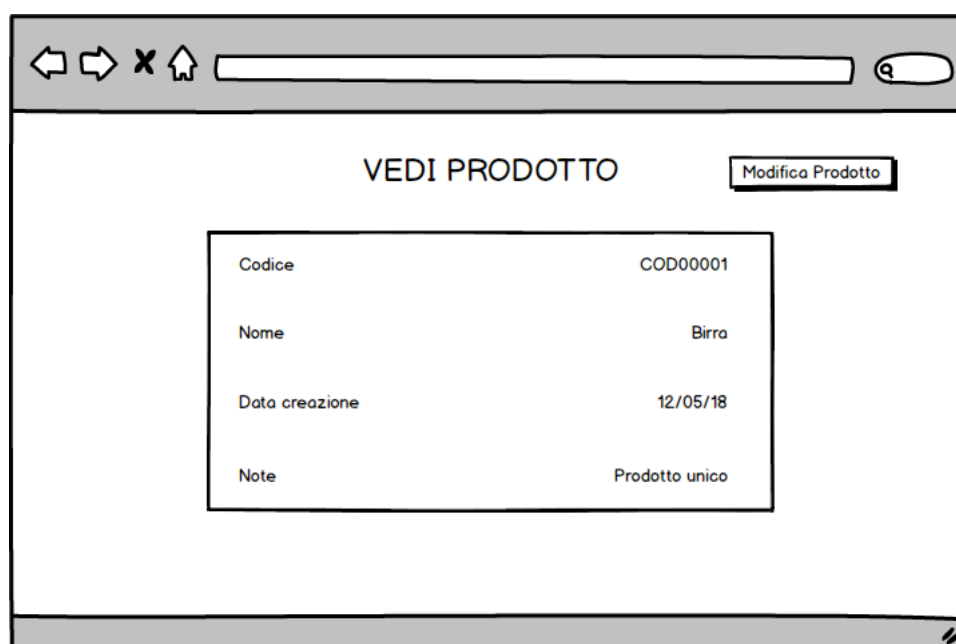 VEDI PRODOTTO
Modifica Prodotto
Codice COD00001
Nome Birra
Data creazione 12/05/18
Note Prodotto unico